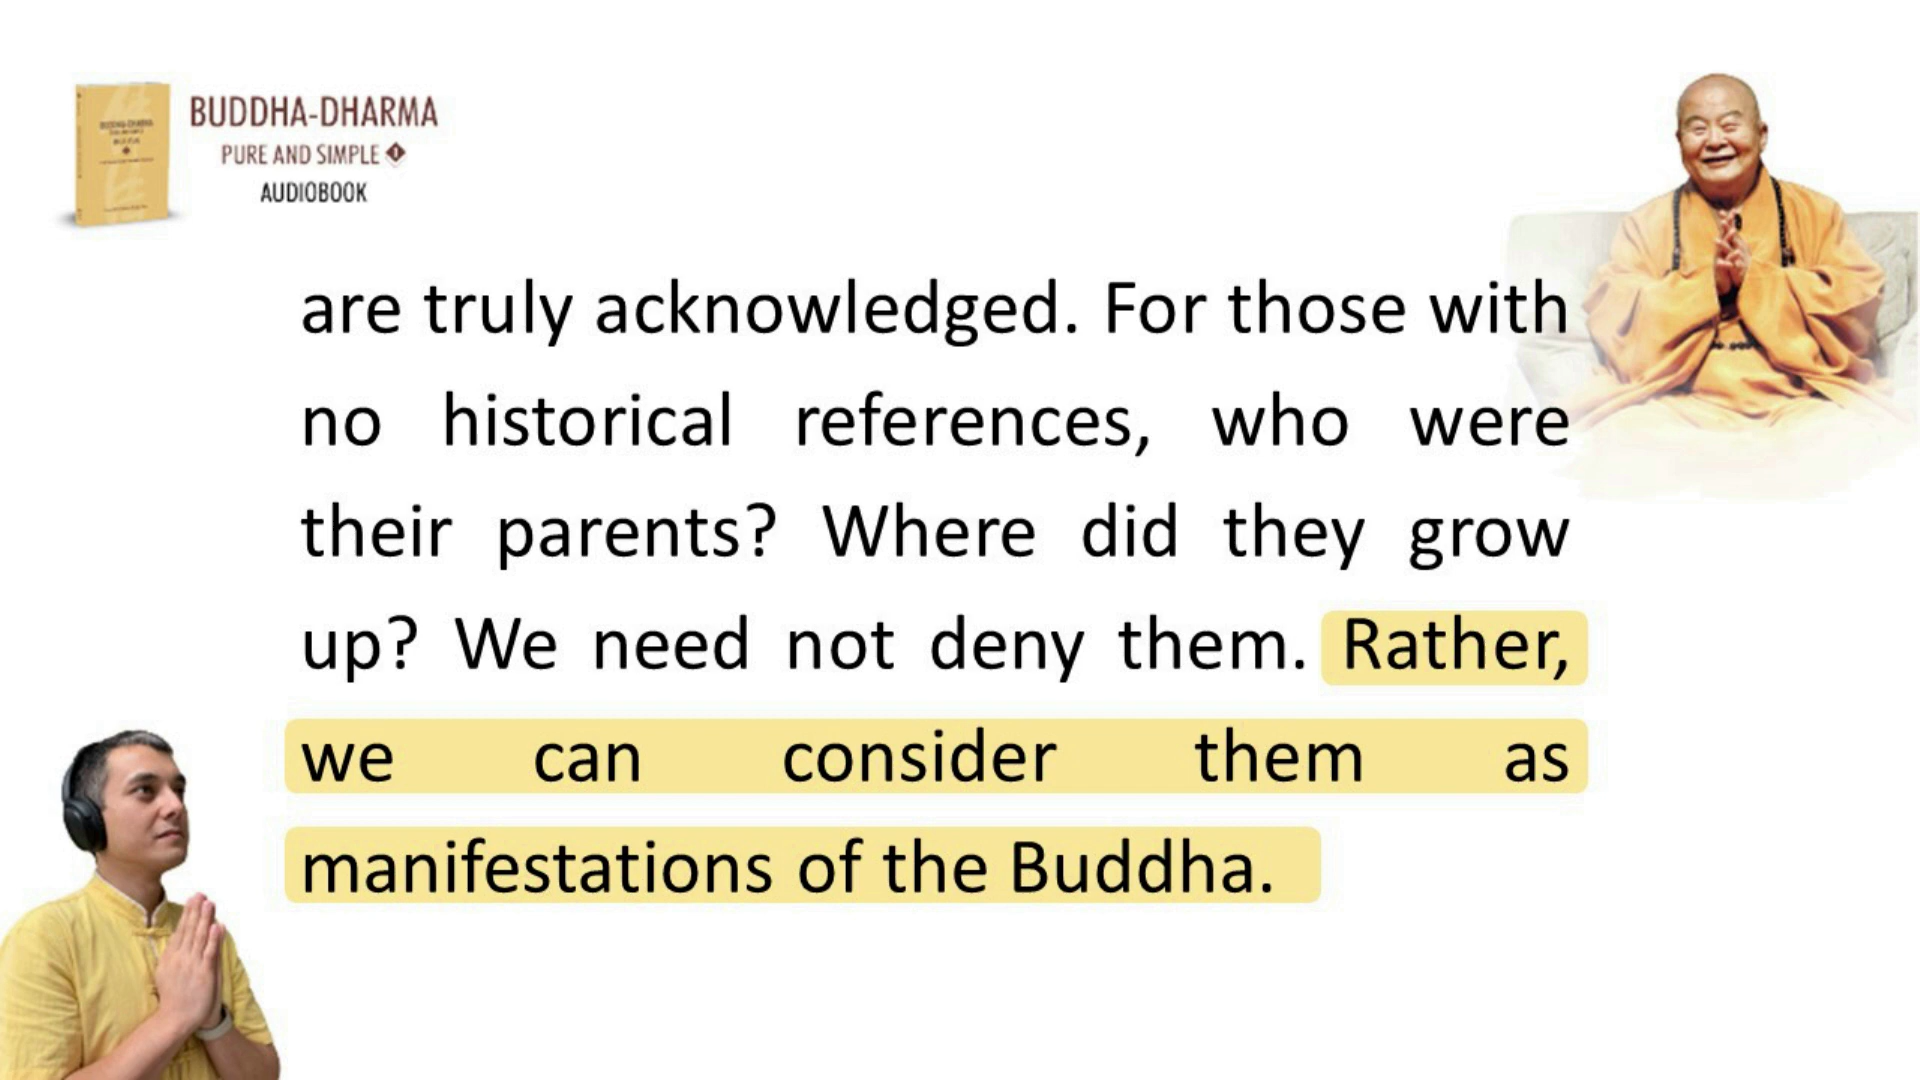 BUDDHA-DHARMA
PURE AND SIMPLE 1
AUDIOBOOK
are truly acknowledged. For those with
no historical references, who were
their parents? Where did they grow
up? We need not deny them. Rather,
we can consider them as
manifestations of the Buddha.